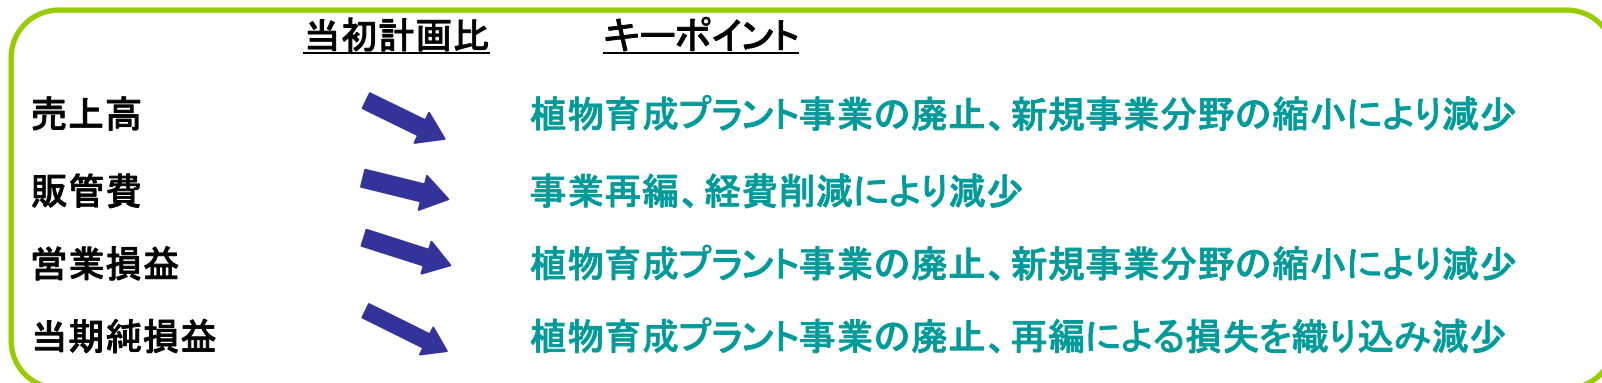 当初計画比 キーポイント
売上高 植物育成プラント事業の廃止、新規事業分野の縮小により減少
販管費 事業再編、経費削減により減少
営業損益 植物育成プラント事業の廃止、新規事業分野の縮小により減少
当期純損益 植物育成プラント事業の廃止、再編による損失を織り込み減少